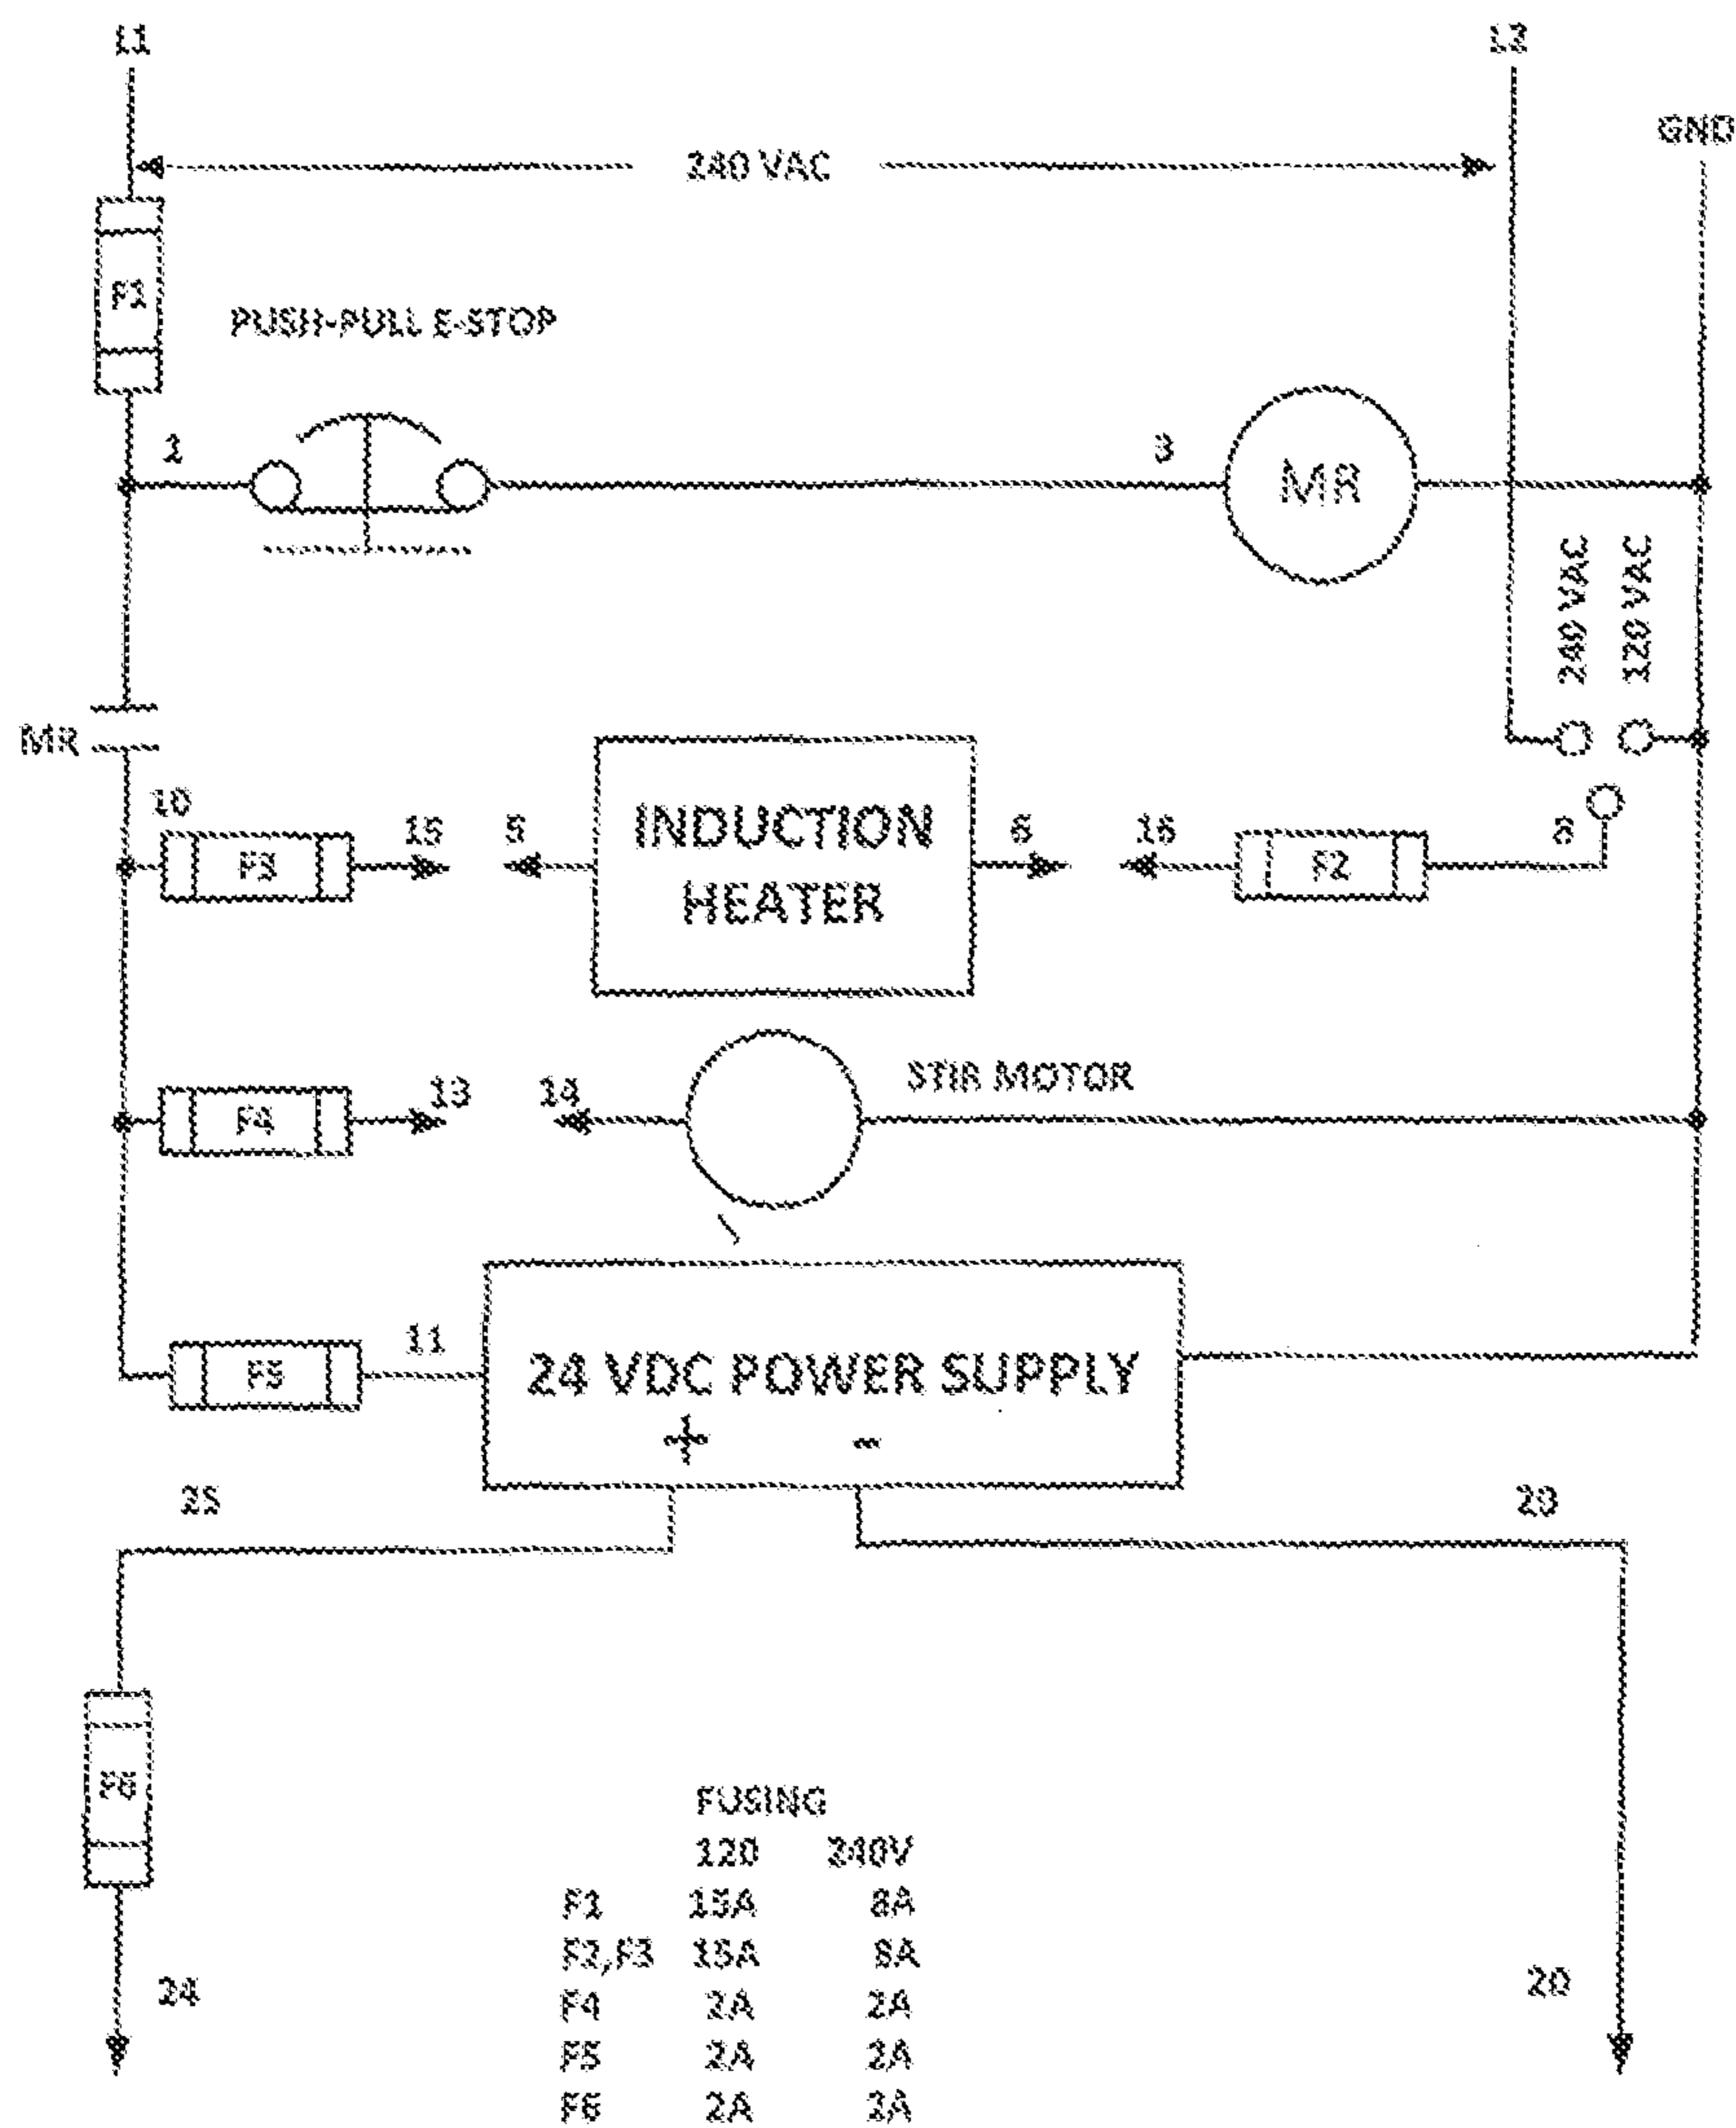 L1
L2
GND
240 VAC
F1
PUSH-PULL E-STOP
2
3
MR
240 VAC
120 VAC
MR
10
F3
15
5
INDUCTION
HEATER
6
16
F2
8
F4
13
14
STIR MOTOR
F5
11
24 VDC POWER SUPPLY
+ -
25
20
F6
24
20
FUSING
120 240V
F1 15A 8A
F2,F3 15A 8A
F4 2A 2A
F5 2A 2A
F6 2A 2A